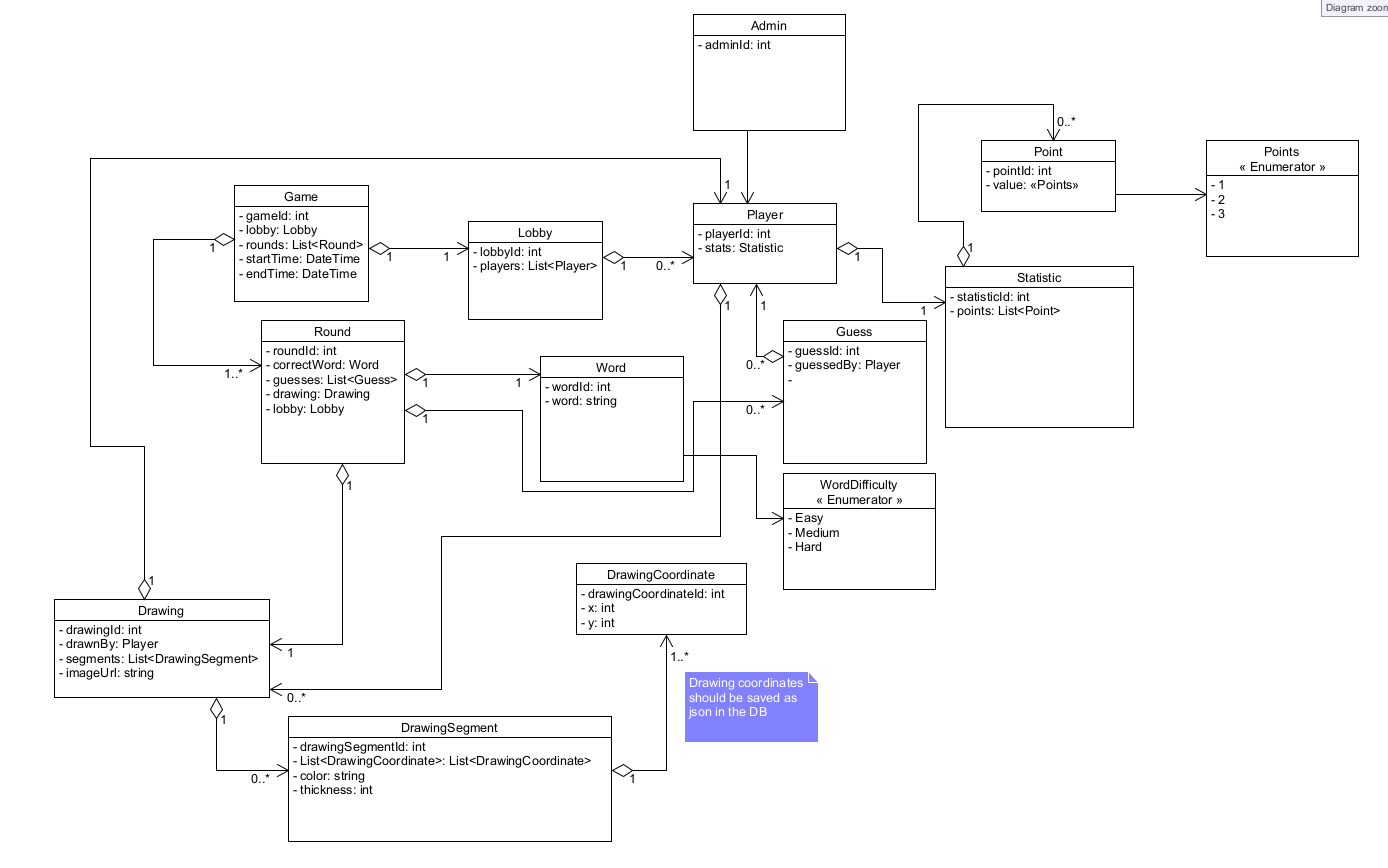 Diagram zoom
Admin
- adminId: int
0..*
Point
- pointId: int
- value: «Points»
Points
« Enumerator »
- 1
- 2
- 3
1
Game
- gameId: int
- lobby: Lobby
- rounds: List<Round>
- startTime: DateTime
- endTime: DateTime
1
1
1
Lobby
- lobbyId: int
- players: List<Player>
1
0..*
Player
- playerId: int
- stats: Statistic
1
1
1
Statistic
- statisticId: int
- points: List<Point>
1
1
1..*
Round
- roundId: int
- correctWord: Word
- guesses: List<Guess>
- drawing: Drawing
- lobby: Lobby
1
1
1
1
Word
- wordId: int
- word: string
Guess
- guessId: int
- guessedBy: Player
-
0..*
0..*
WordDifficulty
« Enumerator »
- Easy
- Medium
- Hard
1
Drawing
- drawingId: int
- drawnBy: Player
- segments: List<DrawingSegment>
- imageUrl: string
1
0..*
1
0..*
DrawingCoordinate
- drawingCoordinateId: int
- x: int
- y: int
1..*
Drawing coordinates
should be saved as
json in the DB
DrawingSegment
- drawingSegmentId: int
- List<DrawingCoordinate>: List<DrawingCoordinate>
- color: string
- thickness: int
1